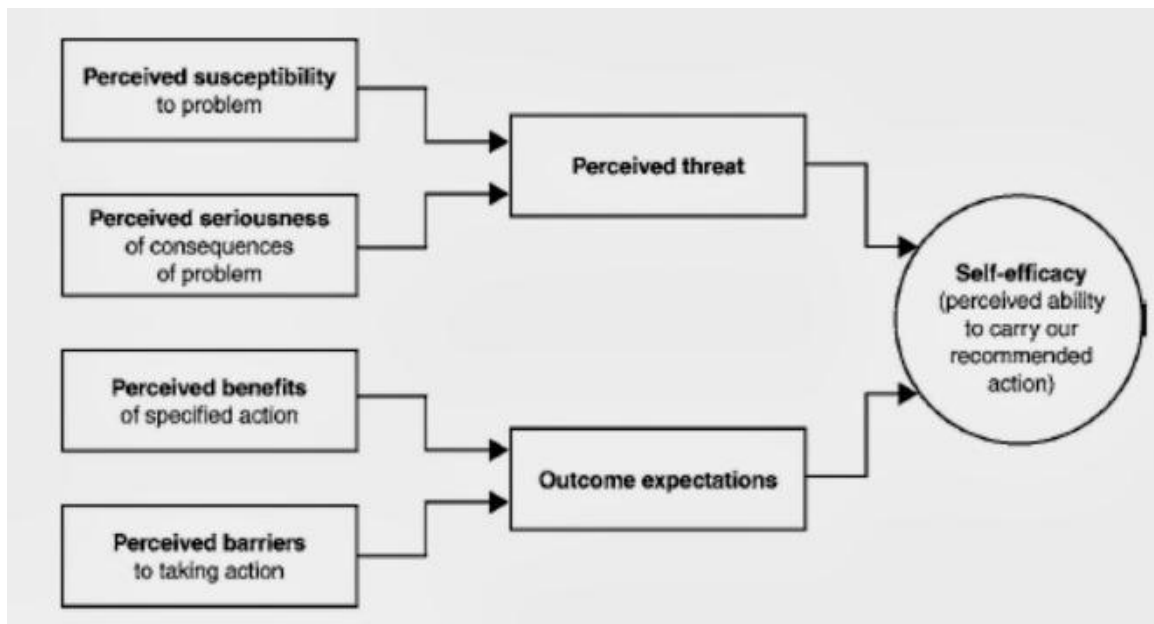 Perceived susceptibility
to problem
Perceived seriousness
of consequences
of problem
Perceived benefits
of specified action
Perceived barriers
to taking action
Perceived threat
Outcome expectations
Self-efficacy
(perceived ability
to carry our
recommended
action)